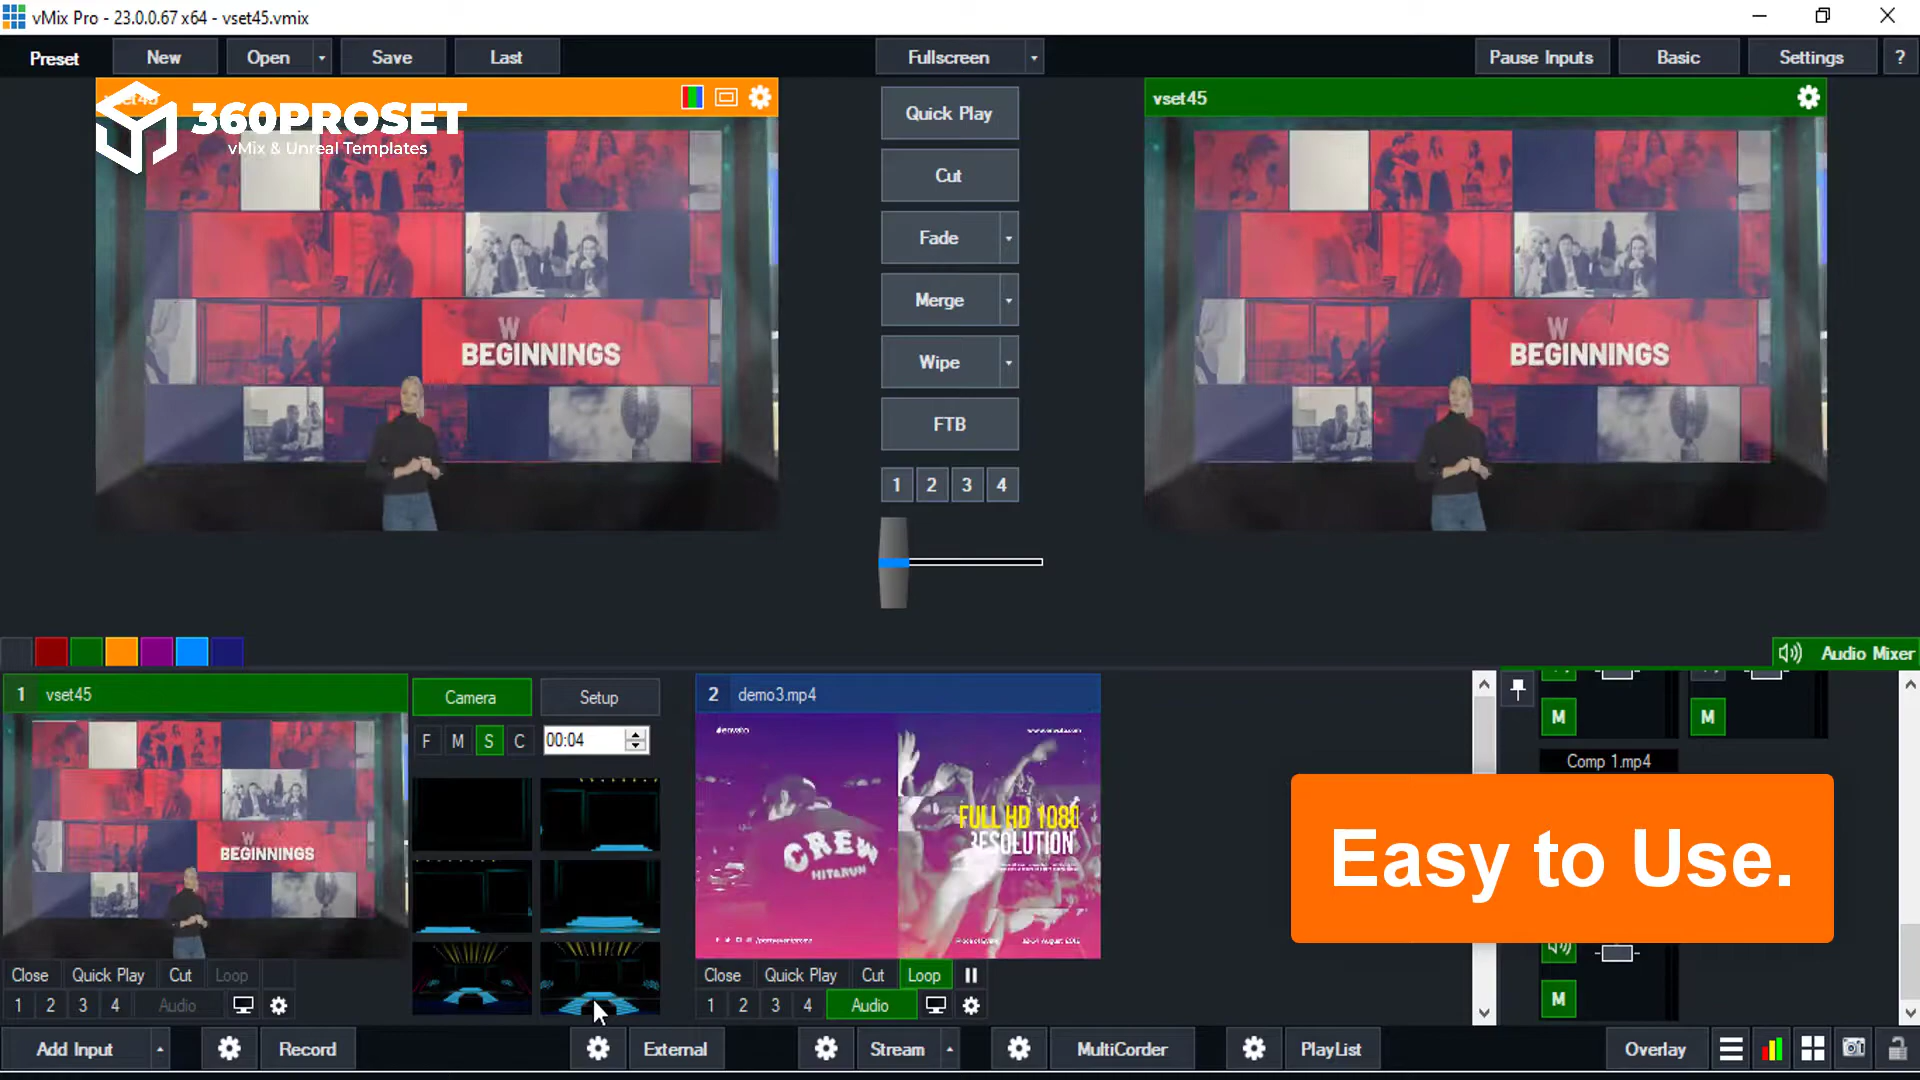 vMix Pro - 23.0.0.67 x64 - vset45.vmix
Preset
New
Open
Save
Last
Fullscreen
Pause Inputs
Basic
Settings
?
360PROSET
vMix & Unreal Templates
vset45
W
BEGINNINGS
Quick Play
Cut
Fade
Merge
Wipe
FTB
1 2 3 4
vset45
W
BEGINNINGS
Audio Mixer
1 vset45
W
BEGINNINGS
Close
Quick Play
Cut
Loop
1 2 3 4
Audio
Camera
Setup
F M S C
00:04
2 demo3.mp4
CREW
HITARUN
FULL HD 1080
RESOLUTION
Close
Quick Play
Cut
Loop
1 2 3 4
Audio
M
M
Comp 1.mp4
Easy to Use.
M
Add Input
Record
External
Stream
MultiCorder
PlayList
Overlay